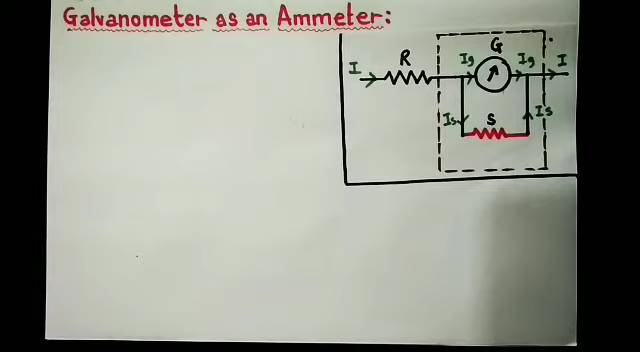 Galvanometer as an Ammeter:
G
R
I
Ig
Ig
I
Is
S
Is